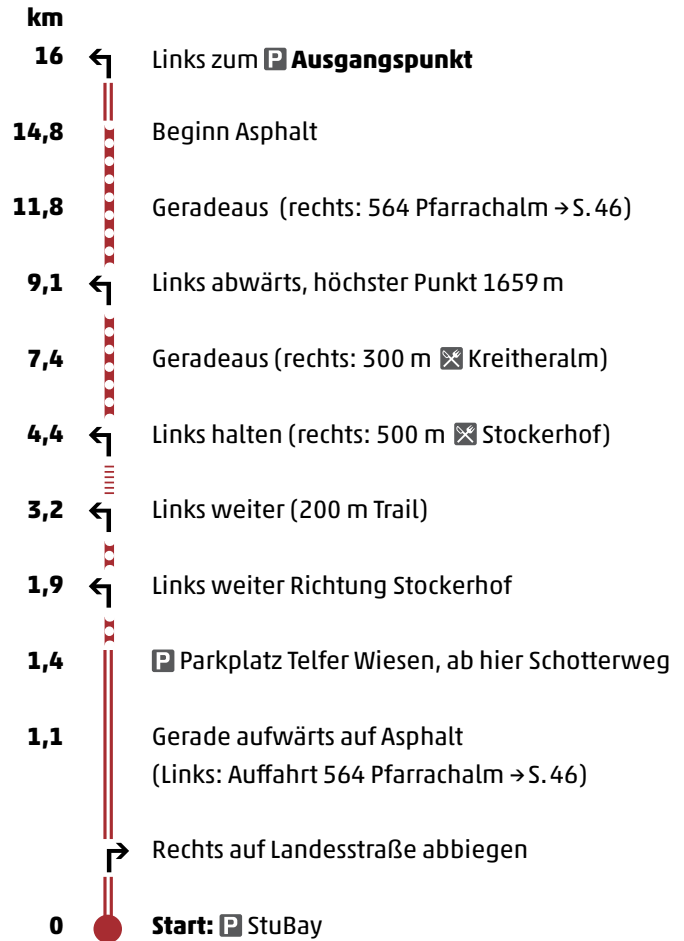 km
16 Links zum P Ausgangspunkt
14,8 Beginn Asphalt
11,8 Geradeaus (rechts: 564 Pfarrachalm → S. 46)
9,1 Links abwärts, höchster Punkt 1659 m
7,4 Geradeaus (rechts: 300 m Kreitheralm)
4,4 Links halten (rechts: 500 m Stockerhof)
3,2 Links weiter (200 m Trail)
1,9 Links weiter Richtung Stockerhof
1,4 P Parkplatz Telfer Wiesen, ab hier Schotterweg
1,1 Gerade aufwärts auf Asphalt
(Links: Auffahrt 564 Pfarrachalm → S. 46)
Rechts auf Landesstraße abbiegen
0 Start: P StuBay